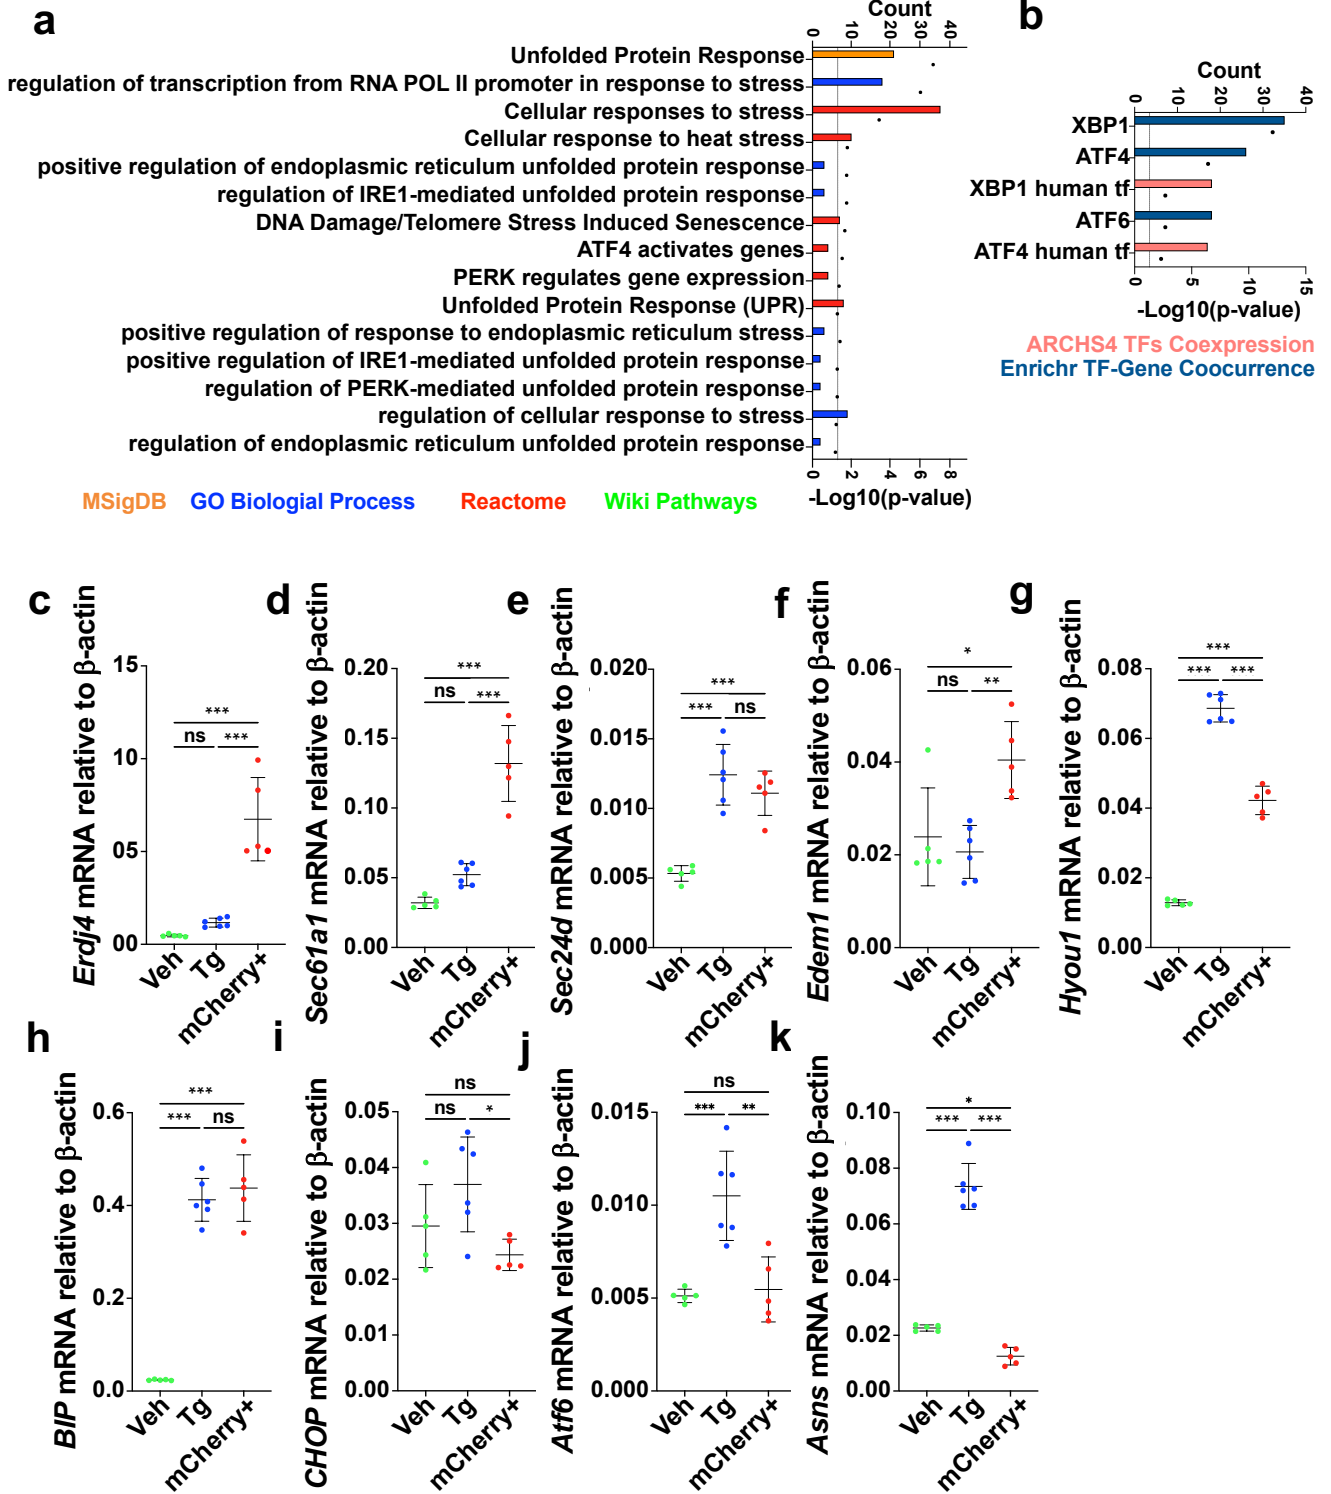 a
Count
0 10 20 30 40
Unfolded Protein Response
regulation of transcription from RNA POL II promoter in response to stress
Cellular responses to stress
Cellular response to heat stress
positive regulation of endoplasmic reticulum unfolded protein response
regulation of IRE1-mediated unfolded protein response
DNA Damage/Telomere Stress Induced Senescence
ATF4 activates genes
PERK regulates gene expression
Unfolded Protein Response (UPR)
positive regulation of response to endoplasmic reticulum stress
positive regulation of IRE1-mediated unfolded protein response
regulation of PERK-mediated unfolded protein response
regulation of cellular response to stress
regulation of endoplasmic reticulum unfolded protein response
0 2 4 6 8
-Log10(p-value)
MSigDB GO Biologial Process Reactome Wiki Pathways
b
Count
0 10 20 30 40
XBP1
ATF4
XBP1 human tf
ATF6
ATF4 human tf
0 5 10 15
-Log10(p-value)
ARCHS4 TFs Coexpression
Enrichr TF-Gene Coocurrence
c
Erdj4 mRNA relative to β-actin
15
10
05
00
***
ns ***
Veh Tg mCherry+
d
Sec61a1 mRNA relative to β-actin
0.20
0.15
0.10
0.05
0.00
***
ns ***
Veh Tg mCherry+
e
Sec24d mRNA relative to β-actin
0.020
0.015
0.010
0.005
0.000
***
*** ns
Veh Tg mCherry+
f
Edem1 mRNA relative to β-actin
0.06
0.04
0.02
0.00
*
ns **
Veh Tg mCherry+
g
Hyou1 mRNA relative to β-actin
0.08
0.06
0.04
0.02
0.00
***
*** ***
Veh Tg mCherry+
h
BIP mRNA relative to β-actin
0.6
0.4
0.2
0.0
***
*** ns
Veh Tg mCherry+
i
CHOP mRNA relative to β-actin
0.05
0.04
0.03
0.02
0.01
0.00
ns
ns *
Veh Tg mCherry+
j
Atf6 mRNA relative to β-actin
0.015
0.010
0.005
0.000
ns
*** **
Veh Tg mCherry+
k
Asns mRNA relative to β-actin
0.10
0.08
0.06
0.04
0.02
0.00
*
*** ***
Veh Tg mCherry+